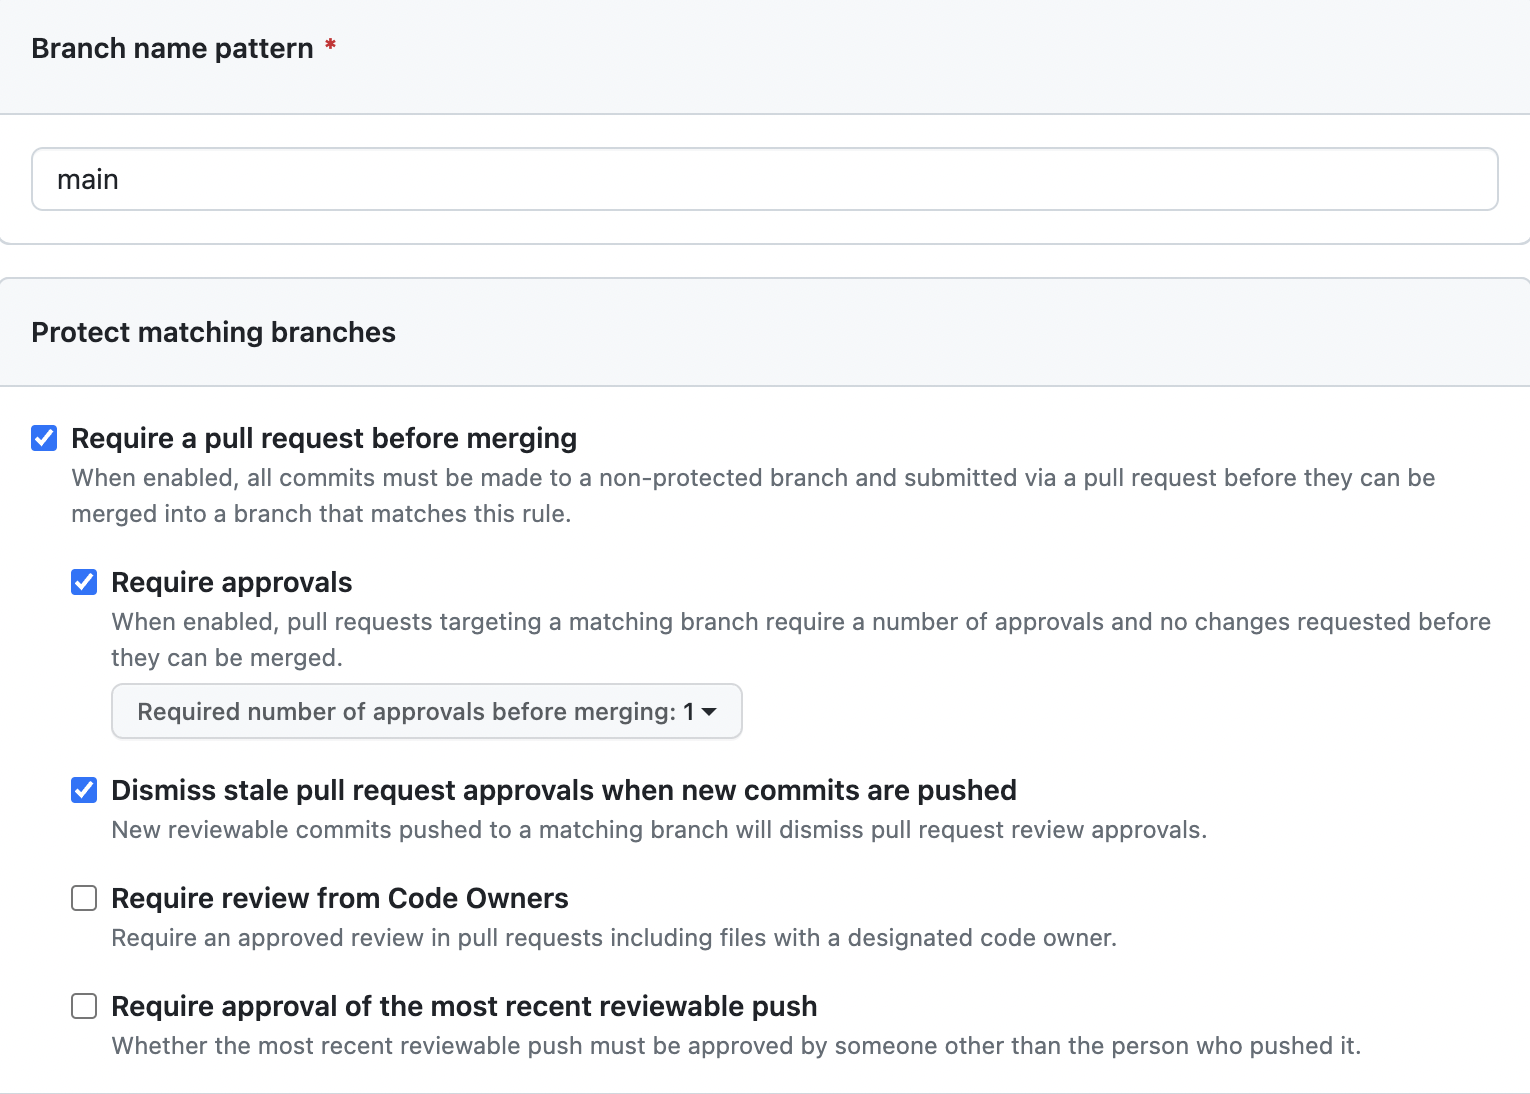 Branch name pattern *
main
Protect matching branches
Require a pull request before merging
When enabled, all commits must be made to a non-protected branch and submitted via a pull request before they can be
merged into a branch that matches this rule.
Require approvals
When enabled, pull requests targeting a matching branch require a number of approvals and no changes requested before
they can be merged.
Required number of approvals before merging: 1
Dismiss stale pull request approvals when new commits are pushed
New reviewable commits pushed to a matching branch will dismiss pull request review approvals.
Require review from Code Owners
Require an approved review in pull requests including files with a designated code owner.
Require approval of the most recent reviewable push
Whether the most recent reviewable push must be approved by someone other than the person who pushed it.